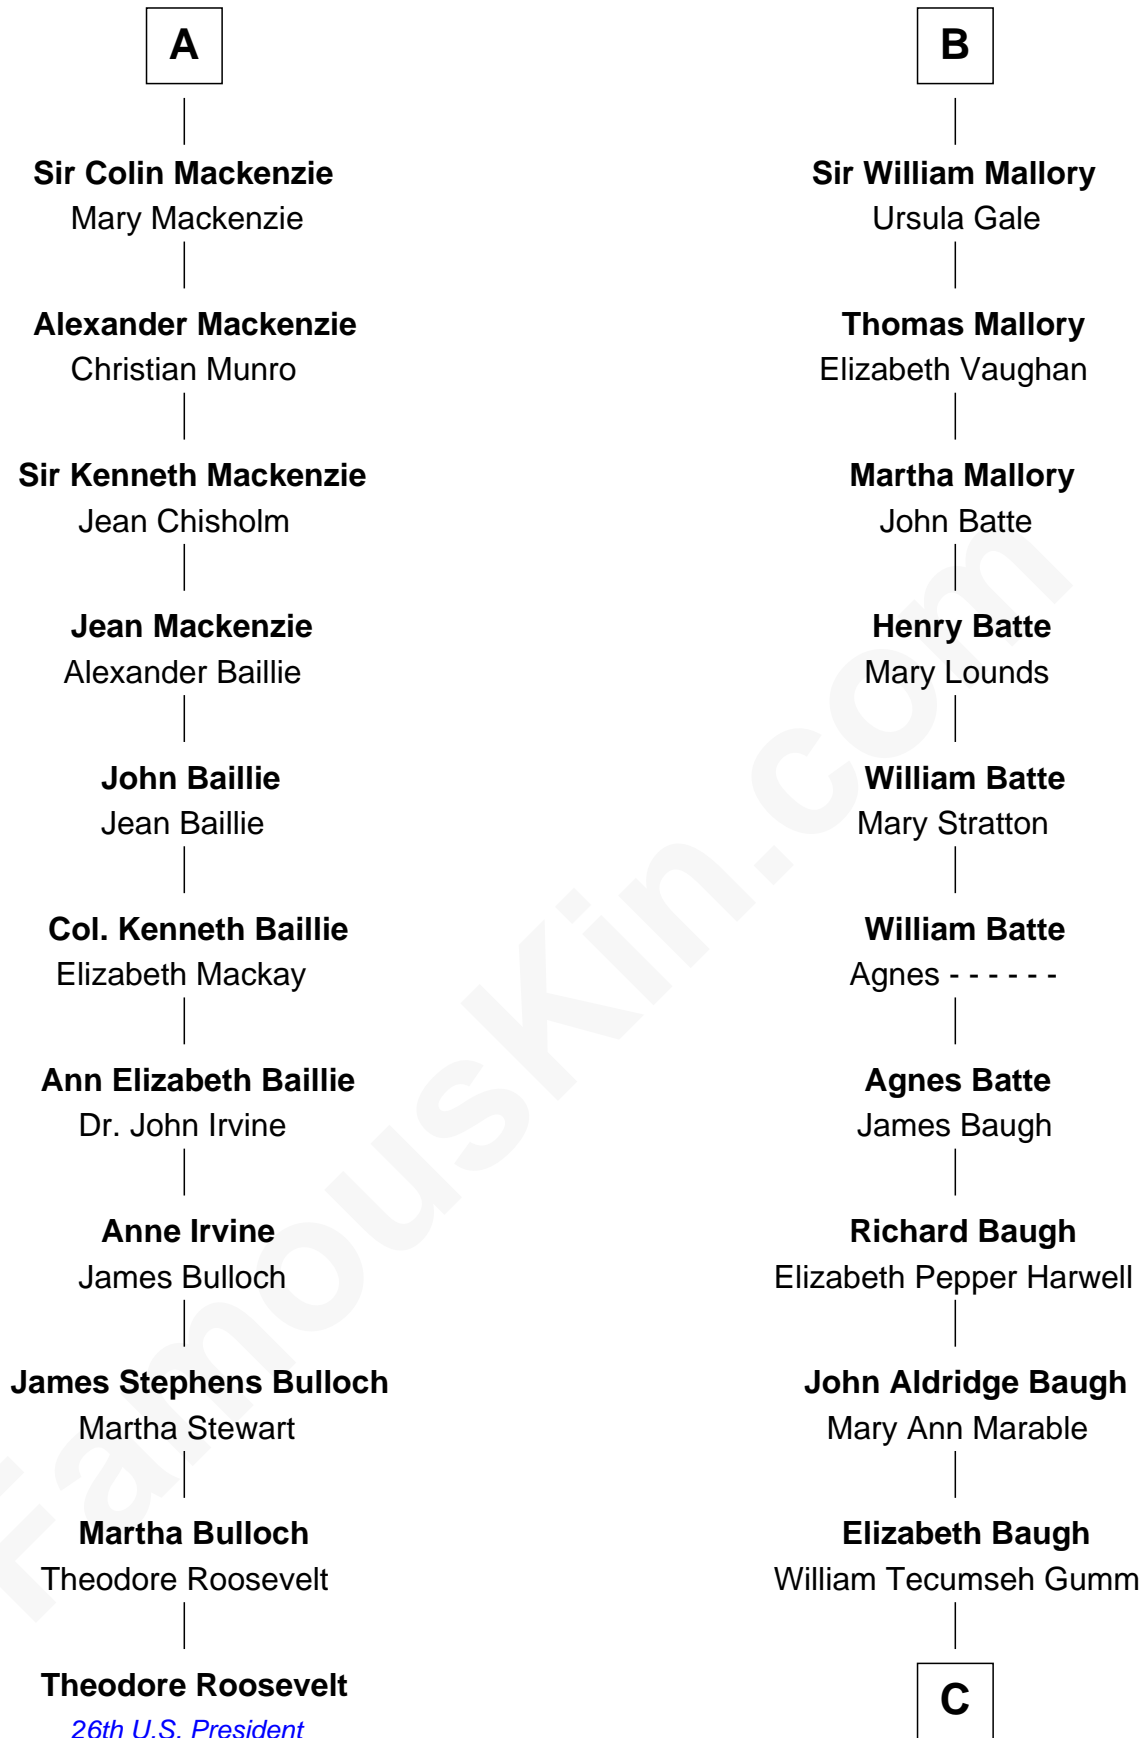 A
Sir Colin Mackenzie
Mary Mackenzie
Alexander Mackenzie
Christian Munro
Sir Kenneth Mackenzie
Jean Chisholm
Jean Mackenzie
Alexander Baillie
John Baillie
Jean Baillie
Col. Kenneth Baillie
Elizabeth Mackay
Ann Elizabeth Baillie
Dr. John Irvine
Anne Irvine
James Bulloch
James Stephens Bulloch
Martha Stewart
Martha Bulloch
Theodore Roosevelt
Theodore Roosevelt
26th U.S. President
B
Sir William Mallory
Ursula Gale
Thomas Mallory
Elizabeth Vaughan
Martha Mallory
John Batte
Henry Batte
Mary Lounds
William Batte
Mary Stratton
William Batte
Agnes - - - - - -
Agnes Batte
James Baugh
Richard Baugh
Elizabeth Pepper Harwell
John Aldridge Baugh
Mary Ann Marable
Elizabeth Baugh
William Tecumseh Gumm
C
FamousKin.com